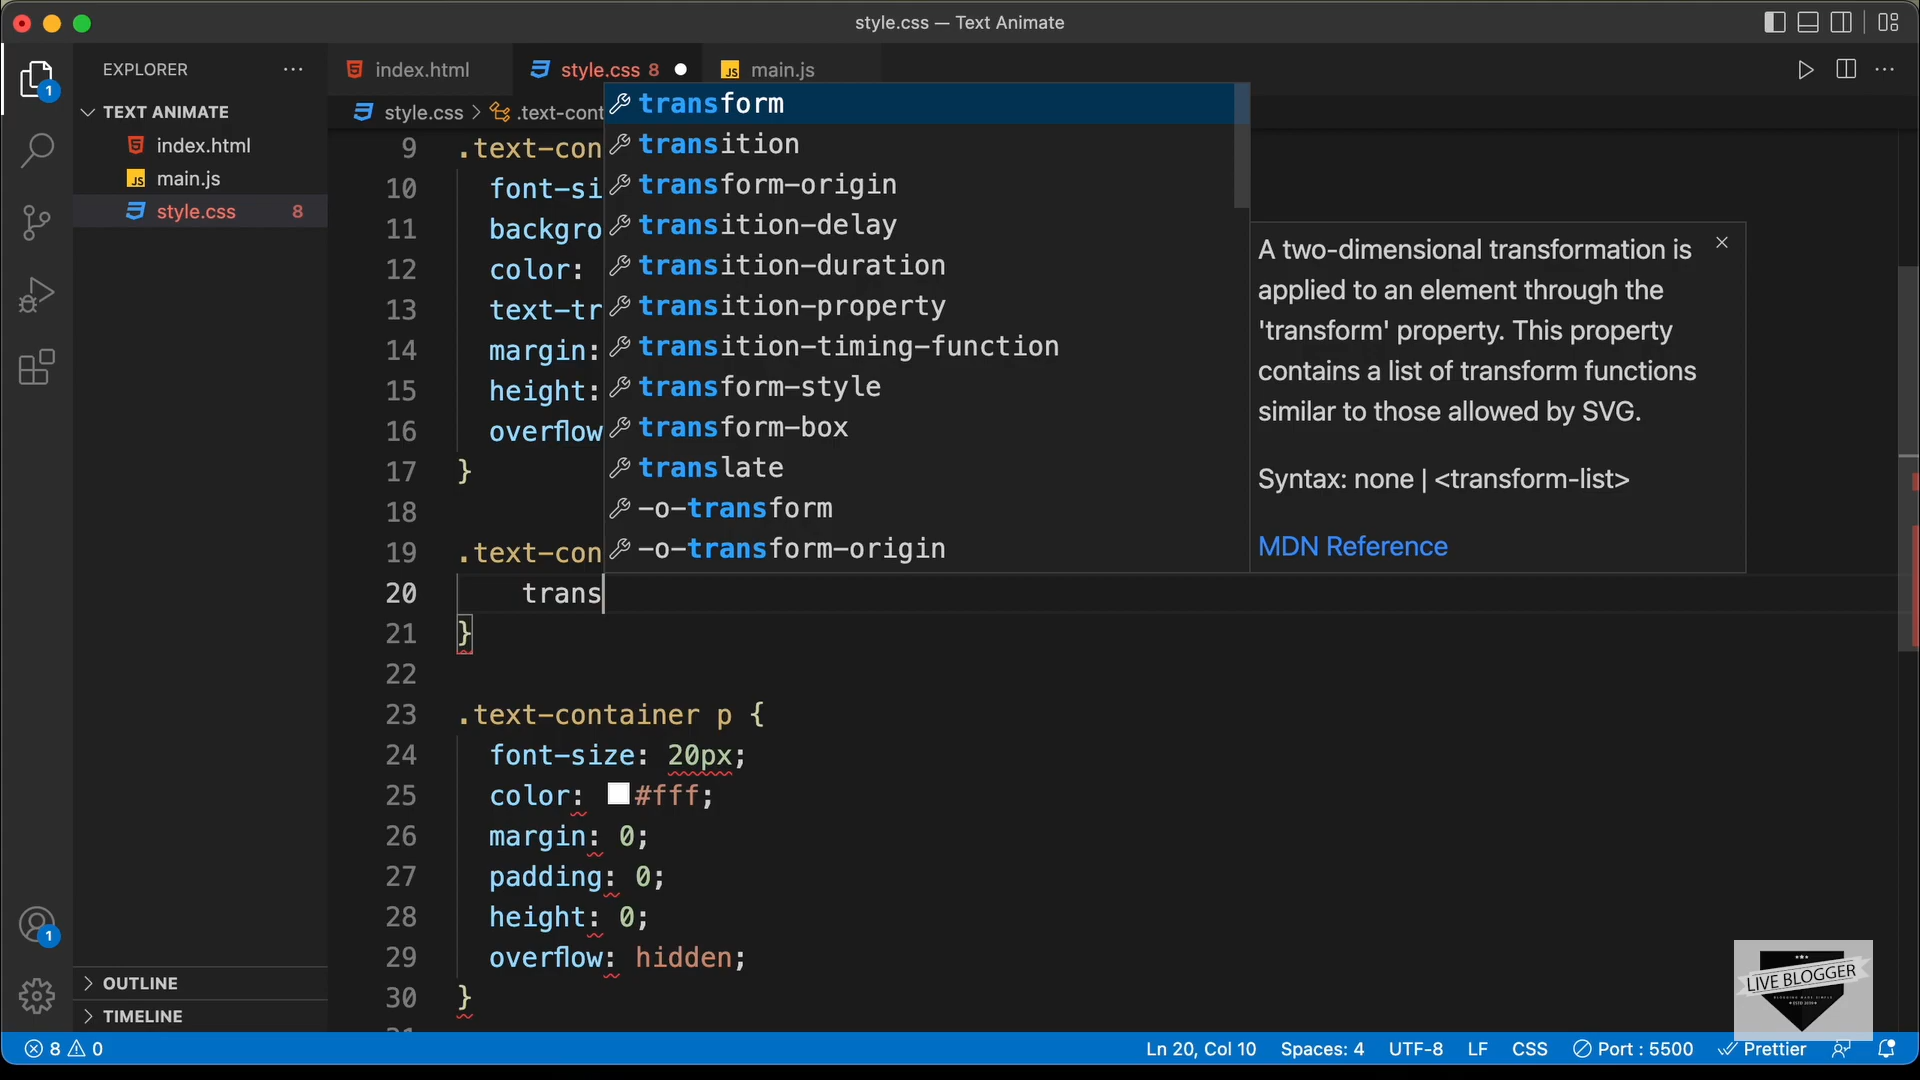 style.css — Text Animate
EXPLORER
index.html
style.css 8
main.js
TEXT ANIMATE
index.html
main.js
style.css 8
style.css > .text-cont
9 .text-con
10 font-si
11 backgro
12 color:
13 text-tr
14 margin:
15 height:
16 overflow
17 }
18
19 .text-con
20 trans
21 }
22
23 .text-container p {
24 font-size: 20px;
25 color: #fff;
26 margin: 0;
27 padding: 0;
28 height: 0;
29 overflow: hidden;
30 }
transform
transition
transform-origin
transition-delay
transition-duration
transition-property
transition-timing-function
transform-style
transform-box
translate
-o-transform
-o-transform-origin
A two-dimensional transformation is
applied to an element through the
'transform' property. This property
contains a list of transform functions
similar to those allowed by SVG.
Syntax: none | <transform-list>
MDN Reference
1
1
OUTLINE
TIMELINE
LIVE BLOGGER
8 0
Ln 20, Col 10 Spaces: 4 UTF-8 LF CSS Port : 5500 Prettier